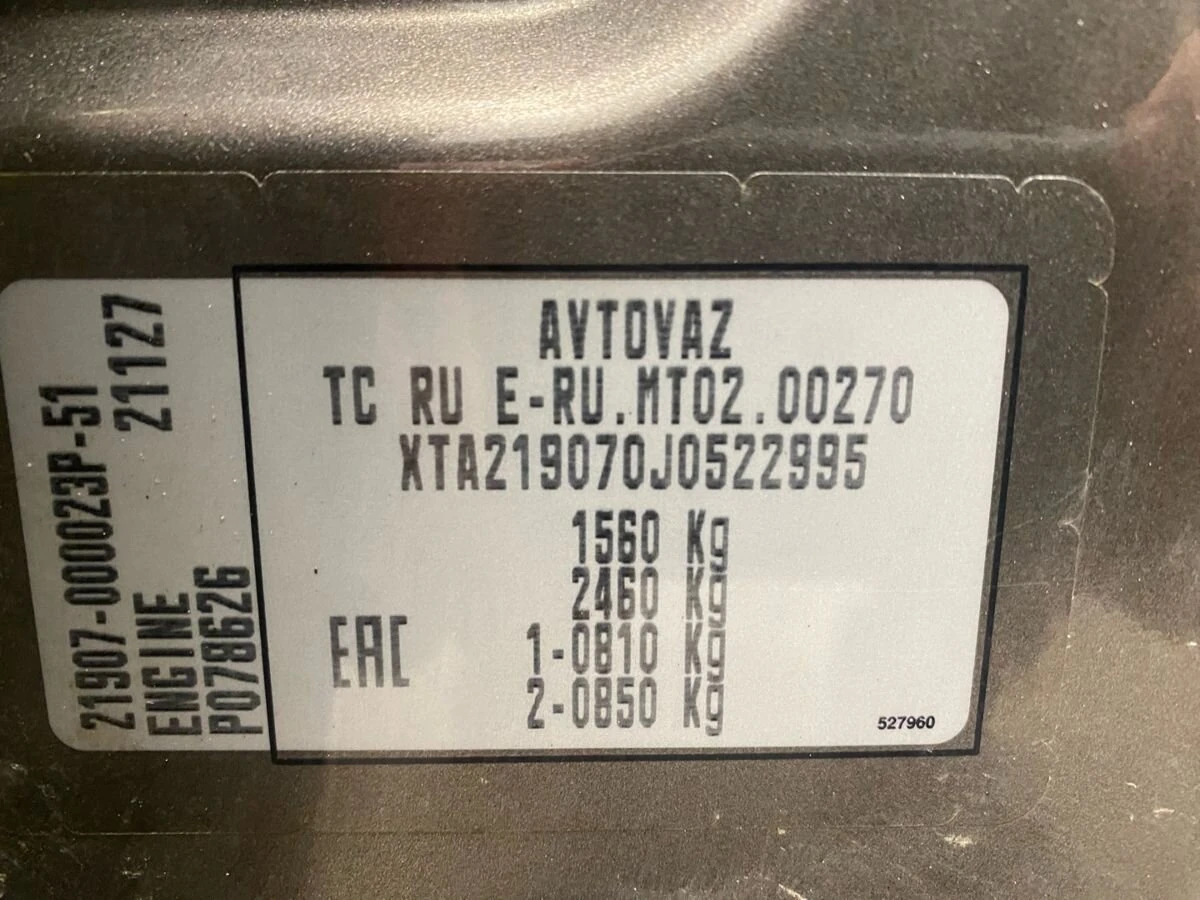 21907-00023P-51
ENGINE 21127
P078626
AVTOVAZ
TC RU E-RU.MT02.00270
XTA219070J0522995
1560 Kg
2460 Kg
1-0810 Kg
2-0850 Kg
EAC
527960